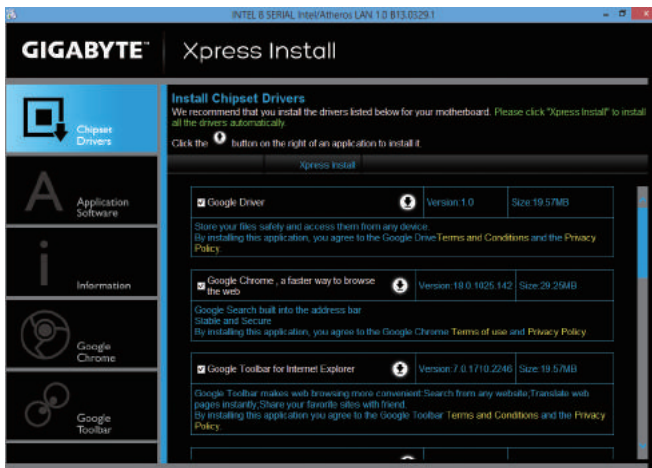 INTEL 8 SERIAL Intel/Atheros LAN 1.0 B13.0329.1
GIGABYTE™
Xpress Install
Chipset
Drivers
Application
Software
Information
Google
Chrome
Google
Toolbar
Install Chipset Drivers
We recommend that you install the drivers listed below for your motherboard. Please click "Xpress Install" to install
all the drivers automatically.
Click the button on the right of an application to install it.
Xpress Install
Google Driver
Version:1.0
Size:19.57MB
Store your files safely and access them from any device.
By installing this application, you agree to the Google DriveTerms and Conditions and the Privacy
Policy.
Google Chrome , a faster way to browse
the web
Version:18.0.1025.142
Size:29.25MB
Google Search built into the address bar
Stable and Secure
By installing this application, you agree to the Google Chrome Terms of use and Privacy Policy.
Google Toolbar for Internet Explorer
Version:7.0.1710.2246
Size:19.57MB
Google Toolbar makes web browsing more convenient:Search from any website;Translate web
pages instantly;Share your favorite sites with friend.
By installing this application you agree to the Google Toolbar Terms and Conditions and the Privacy
Policy.